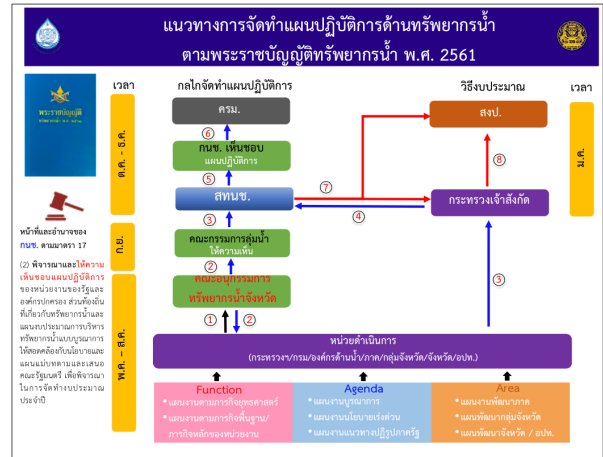 แนวทางการจัดทำแผนปฏิบัติการด้านทรัพยากรน้ำ
ตามพระราชบัญญัติทรัพยากรน้ำ พ.ศ. 2561
เวลา
กลไกจัดทำแผนปฏิบัติการ
วิธีงบประมาณ
เวลา
พระราชบัญญัติ
ทรัพยากรน้ำ พ.ศ. ๒๕๖๑
ต.ค. - ธ.ค.
ครม.
สงป.
ม.ค.
⑥
กนช. เห็นชอบ
แผนปฏิบัติการ
⑧
⑤
⑦
สทนช.
กระทรวงเจ้าสังกัด
④
③
หน้าที่และอำนาจของ
กนช. ตามมาตรา 17
ก.ย.
คณะกรรมการลุ่มน้ำ
ให้ความเห็น
②
③
(2) พิจารณาและให้ความ
เห็นชอบแผนปฏิบัติการ
ของหน่วยงานของรัฐและ
องค์กรปกครอง ส่วนท้องถิ่น
ที่เกี่ยวกับทรัพยากรน้ำและ
แผนงบประมาณการบริหาร
ทรัพยากรน้ำแบบบูรณาการ
ให้สอดคล้องกับนโยบายและ
แผนแม่บทตามและเสนอ
คณะรัฐมนตรี เพื่อพิจารณา
ในการจัดทำงบประมาณ
ประจำปี
พ.ค. – ส.ค.
คณะอนุกรรมการ
ทรัพยากรน้ำจังหวัด
①
②
หน่วยดำเนินการ
(กระทรวงฯ/กรม/องค์กรด้านน้ำ/ภาค/กลุ่มจังหวัด/จังหวัด/อปท.)
Function
• แผนงานตามภารกิจยุทธศาสตร์
• แผนงานตามภารกิจพื้นฐาน/
ภารกิจหลักของหน่วยงาน
Agenda
• แผนงานบูรณาการ
• แผนงานนโยบายเร่งด่วน
• แผนงานแนวทางปฏิรูปภาครัฐ
Area
• แผนงานพัฒนาภาค
• แผนพัฒนากลุ่มจังหวัด
• แผนพัฒนาจังหวัด / อปท.